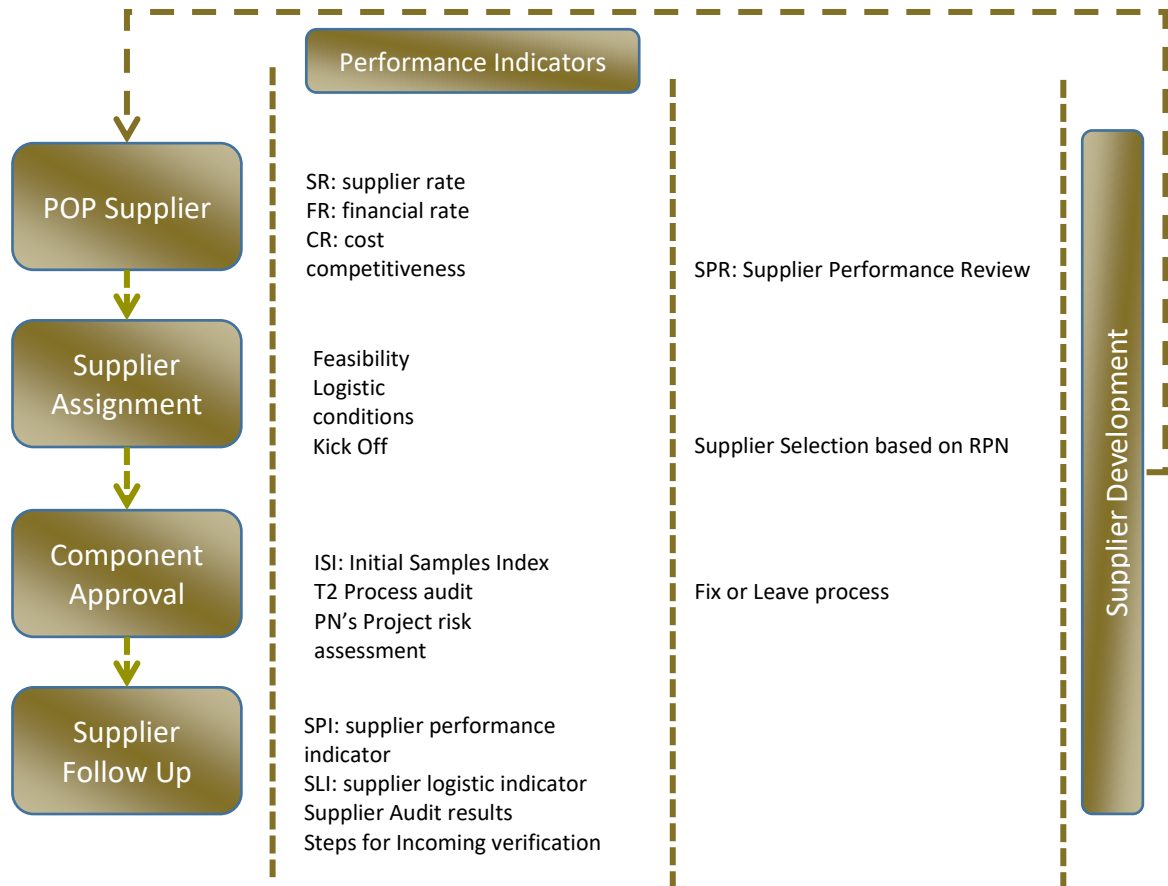 Performance Indicators
POP Supplier
SR: supplier rate
FR: financial rate
CR: cost
competitiveness
SPR: Supplier Performance Review
Supplier
Assignment
Feasibility
Logistic
conditions
Kick Off
Supplier Selection based on RPN
Component
Approval
ISI: Initial Samples Index
T2 Process audit
PN’s Project risk
assessment
Fix or Leave process
Supplier
Follow Up
SPI: supplier performance
indicator
SLI: supplier logistic indicator
Supplier Audit results
Steps for Incoming verification
Supplier Development